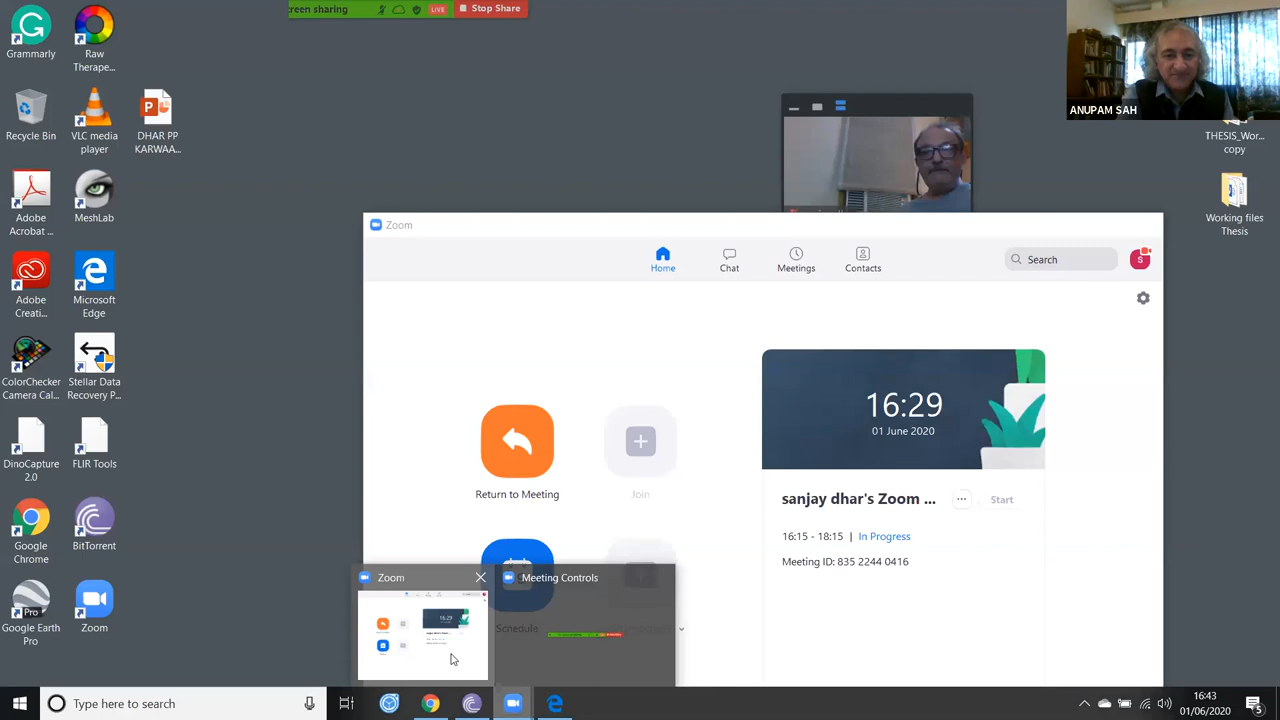 creen sharing
LIVE
Stop Share
ANUPAM SAH
Grammarly
Raw
Therape...
Recycle Bin
VLC media
player
DHAR PP
KARWAA...
THESIS_Wor...
copy
Adobe
Acrobat ...
MeshLab
Working files
Thesis
Adobe
Creati...
Microsoft
Edge
ColorChecker
Camera Cal...
Stellar Data
Recovery P...
DinoCapture
2.0
FLIR Tools
Google
Chrome
BitTorrent
Google Earth
Pro
Zoom
Zoom
Home
Chat
Meetings
Contacts
Search
S
16:29
01 June 2020
Return to Meeting
Join
sanjay dhar's Zoom ...
Start
16:15 - 18:15 | In Progress
Meeting ID: 835 2244 0416
Schedule
Zoom
Meeting Controls
16:29
Type here to search
16:43
01/06/2020
5